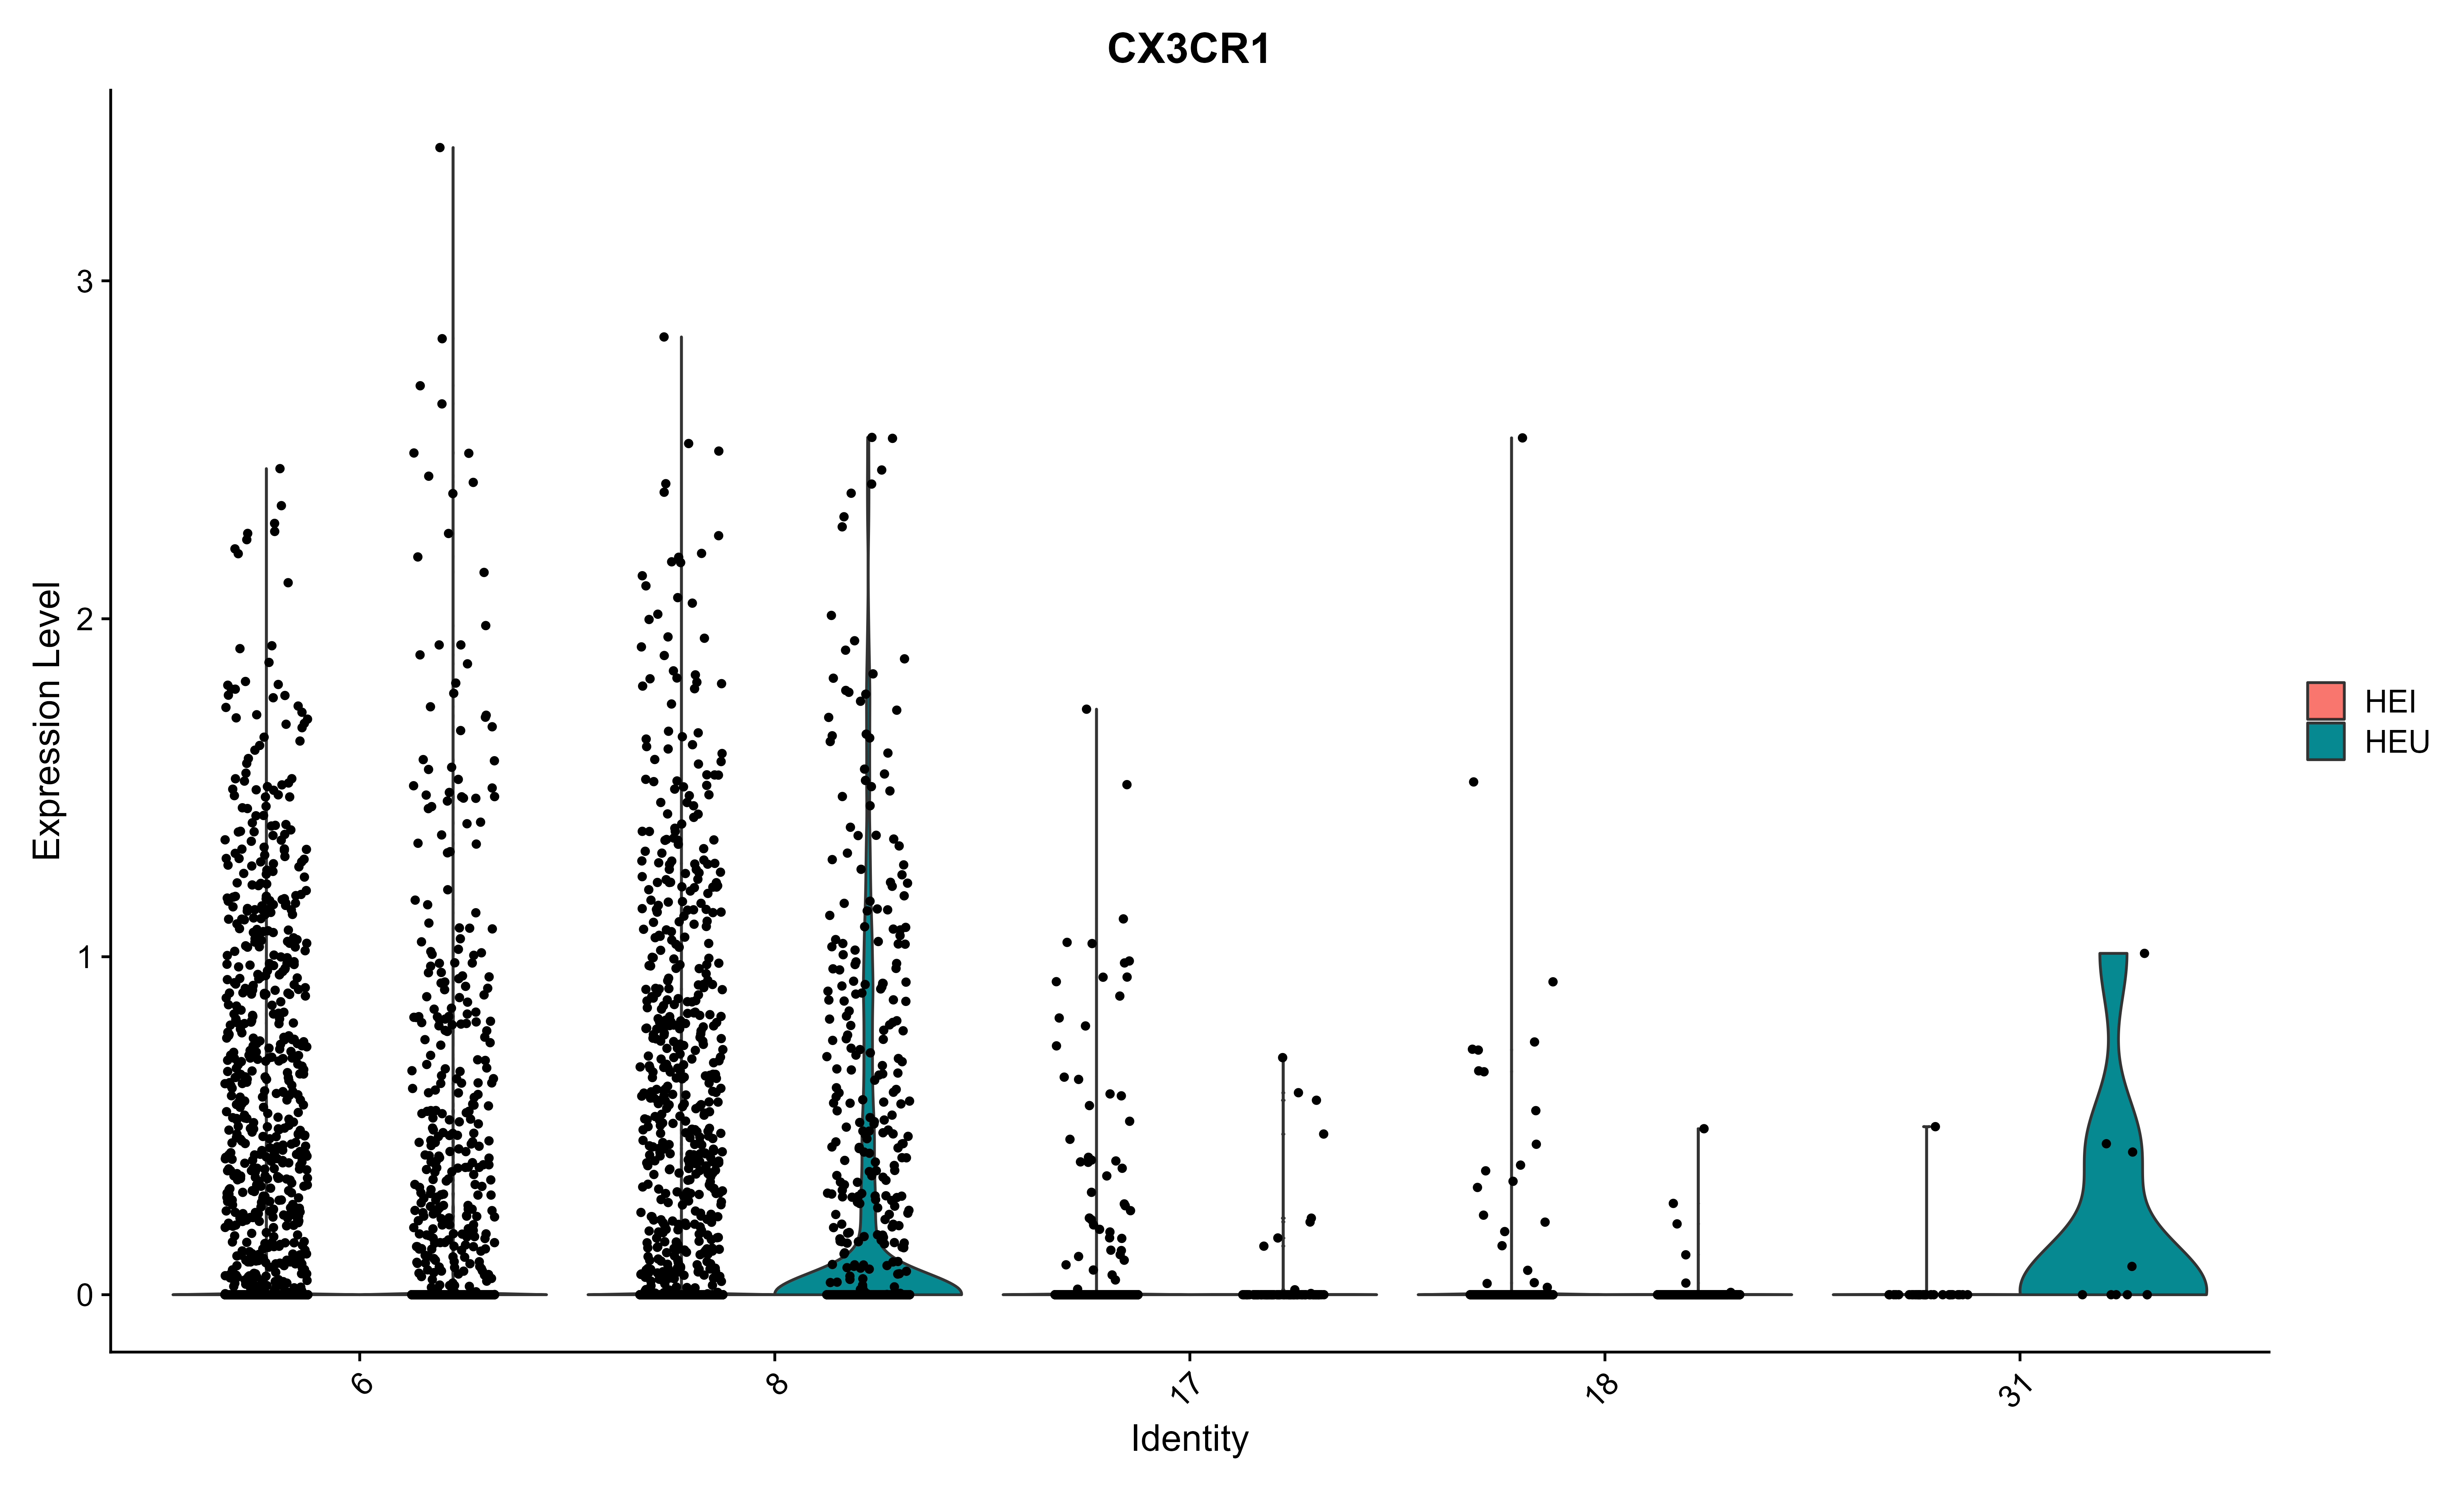 CX3CR1
Expression Level
3
2
1
0
6
8
17
18
31
Identity
HEI
HEU